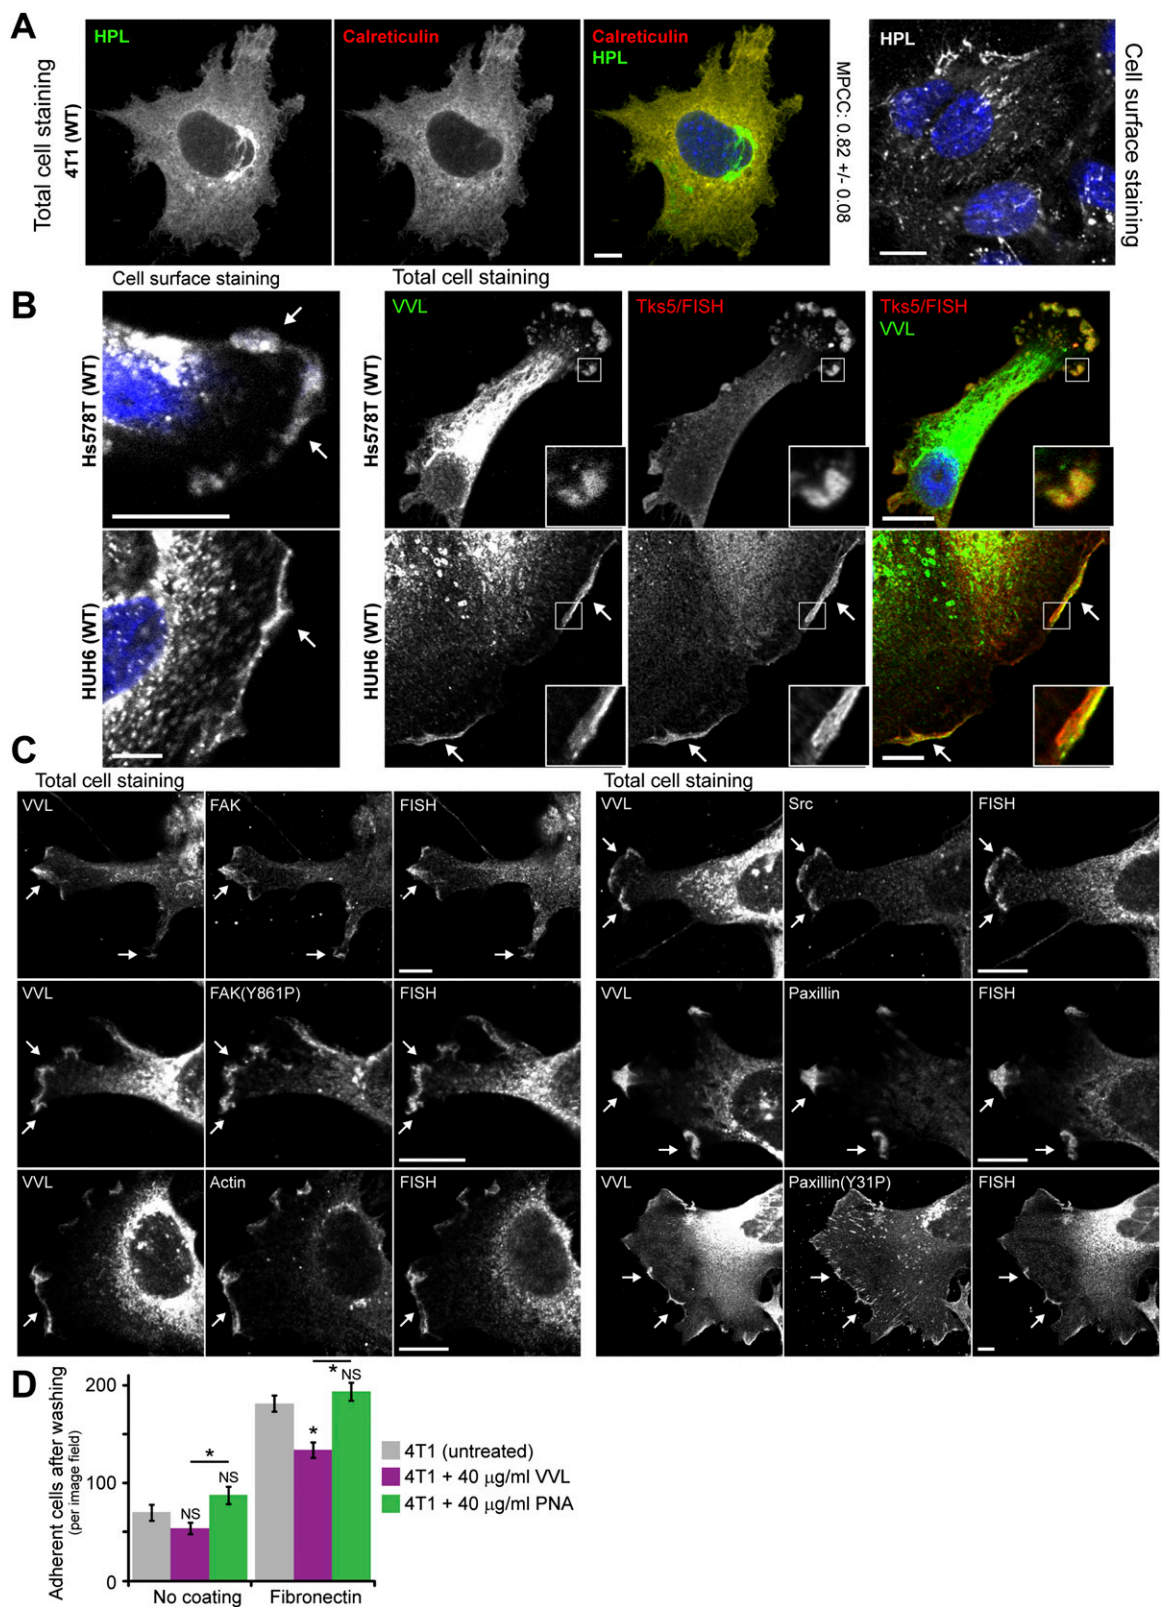 A
Total cell staining
4T1 (WT)
HPL
Calreticulin
Calreticulin
HPL
MPCC: 0.82 +/- 0.08
HPL
Cell surface staining
B
Cell surface staining
Total cell staining
Hs578T (WT)
Hs578T (WT)
VVL
Tks5/FISH
Tks5/FISH
VVL
HUH6 (WT)
HUH6 (WT)
C
Total cell staining
Total cell staining
VVL
FAK
FISH
VVL
Src
FISH
VVL
FAK(Y861P)
FISH
VVL
Paxillin
FISH
VVL
Actin
FISH
VVL
Paxillin(Y31P)
FISH
D
Adherent cells after washing
(per image field)
200
100
0
NS
*
NS
*
*
NS
No coating
Fibronectin
4T1 (untreated)
4T1 + 40 µg/ml VVL
4T1 + 40 µg/ml PNA